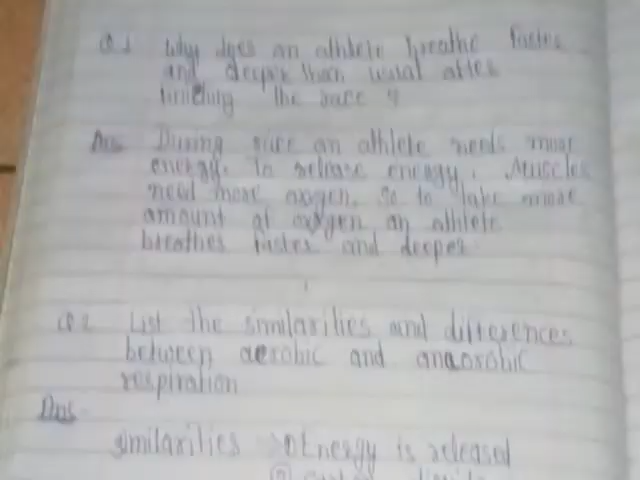 Q.1 Why does an athlete breathe faster
and deeper than usual after
finishing the race ?
Ans During race an athlete needs more
energy. To release energy. Muscles
need more oxygen. So to take more
amount of oxygen an athlete
breathes faster and deeper
Q 2 List the similarities and differences
between aerobic and anaorobic
respiration
Ans
similarities → ① Energy is released
②